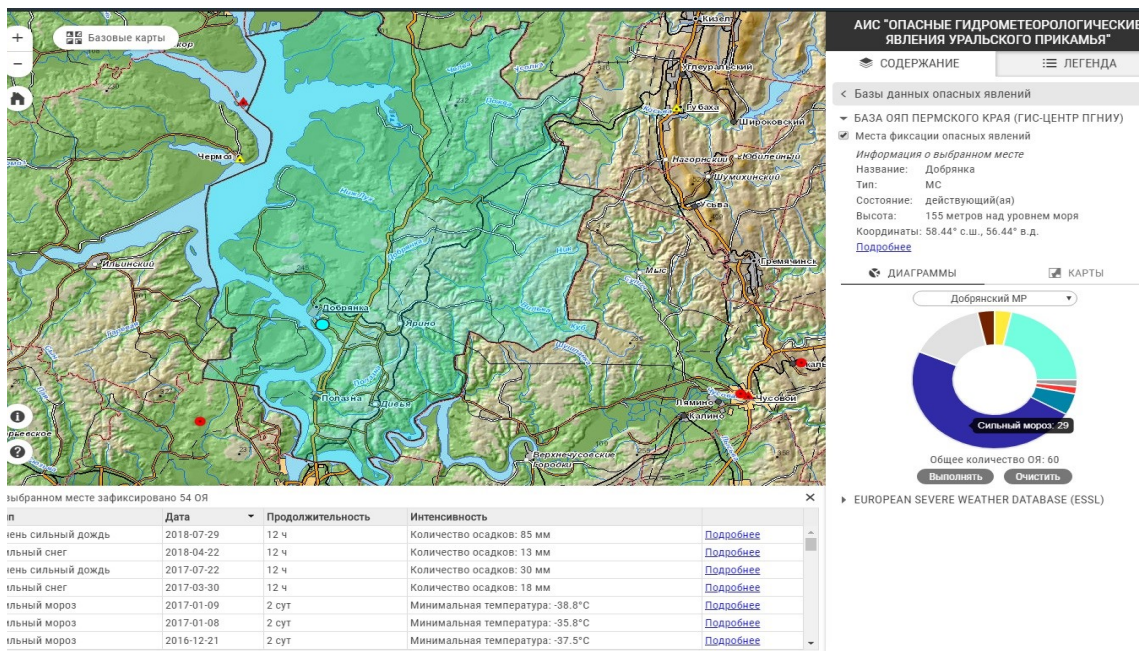 Базовые карты
Кизел
Углеуральский
Губаха
Широковский
Чермоз
Нагорнский
Юбилейный
Шумихинский
Усьва
Ильинский
Гремячинск
Мыс
Добрянка
Ярино
Полазна
Дивья
Лямино
Чусовой
Калино
Верхнечусовские
Городки
АИС "ОПАСНЫЕ ГИДРОМЕТЕОРОЛОГИЧЕСКИЕ
ЯВЛЕНИЯ УРАЛЬСКОГО ПРИКАМЬЯ"
СОДЕРЖАНИЕ ЛЕГЕНДА
Базы данных опасных явлений
БАЗА ОЯП ПЕРМСКОГО КРАЯ (ГИС-ЦЕНТР ПГНИУ)
Места фиксации опасных явлений
Информация о выбранном месте
Название: Добрянка
Тип: МС
Состояние: действующий(ая)
Высота: 155 метров над уровнем моря
Координаты: 58.44° с.ш., 56.44° в.д.
Подробнее
ДИАГРАММЫ КАРТЫ
Добрянский МР
Сильный мороз: 29
Общее количество ОЯ: 60
Выполнять Очистить
EUROPEAN SEVERE WEATHER DATABASE (ESSL)
выбранном месте зафиксировано 54 ОЯ
ип Дата Продолжительность Интенсивность
чень сильный дождь 2018-07-29 12 ч Количество осадков: 85 мм Подробнее
ильный снег 2018-04-22 12 ч Количество осадков: 13 мм Подробнее
чень сильный дождь 2017-07-22 12 ч Количество осадков: 30 мм Подробнее
ильный снег 2017-03-30 12 ч Количество осадков: 18 мм Подробнее
ильный мороз 2017-01-09 2 сут Минимальная температура: -38.8°C Подробнее
ильный мороз 2017-01-08 2 сут Минимальная температура: -35.8°C Подробнее
ильный мороз 2016-12-21 2 сут Минимальная температура: -37.5°C Подробнее